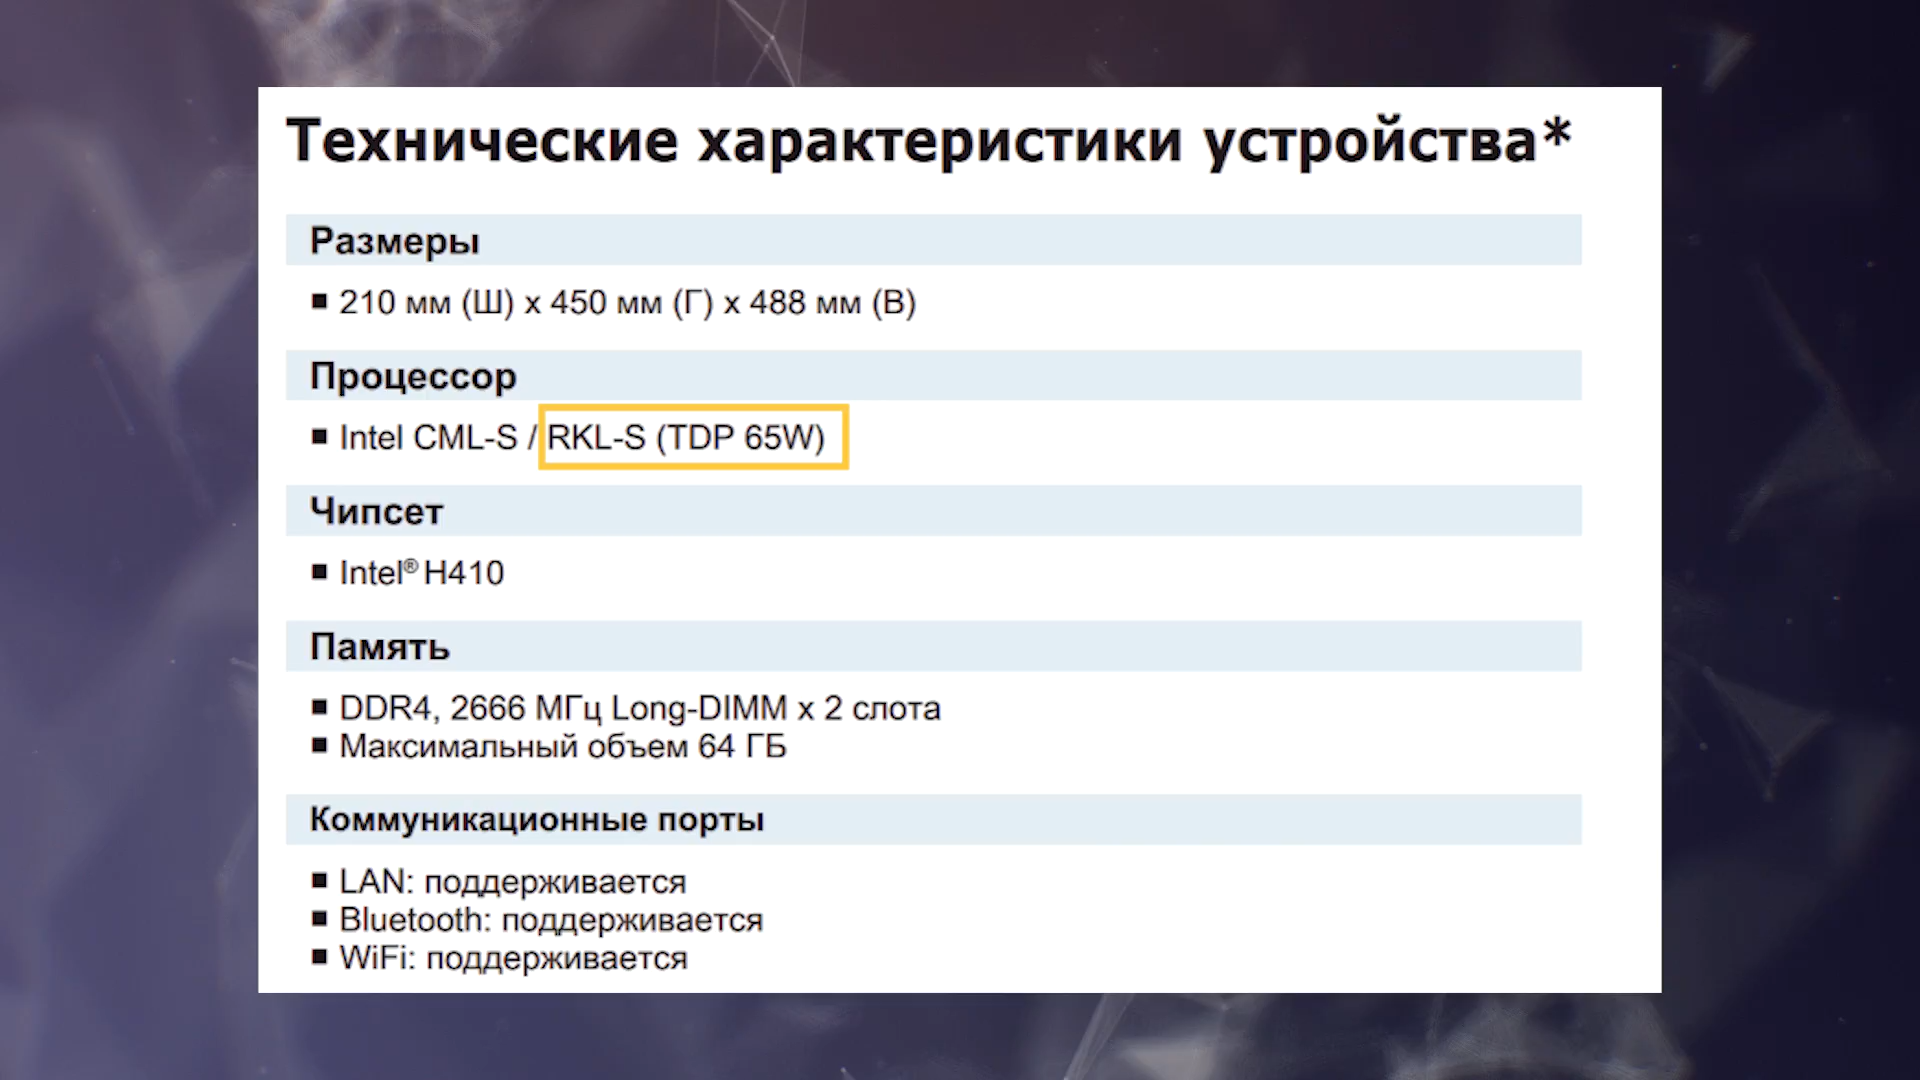 Технические характеристики устройства*
Размеры
▪ 210 мм (Ш) x 450 мм (Г) x 488 мм (В)
Процессор
▪ Intel CML-S / RKL-S (TDP 65W)
Чипсет
▪ Intel® H410
Память
▪ DDR4, 2666 МГц Long-DIMM x 2 слота
▪ Максимальный объем 64 ГБ
Коммуникационные порты
▪ LAN: поддерживается
▪ Bluetooth: поддерживается
▪ WiFi: поддерживается